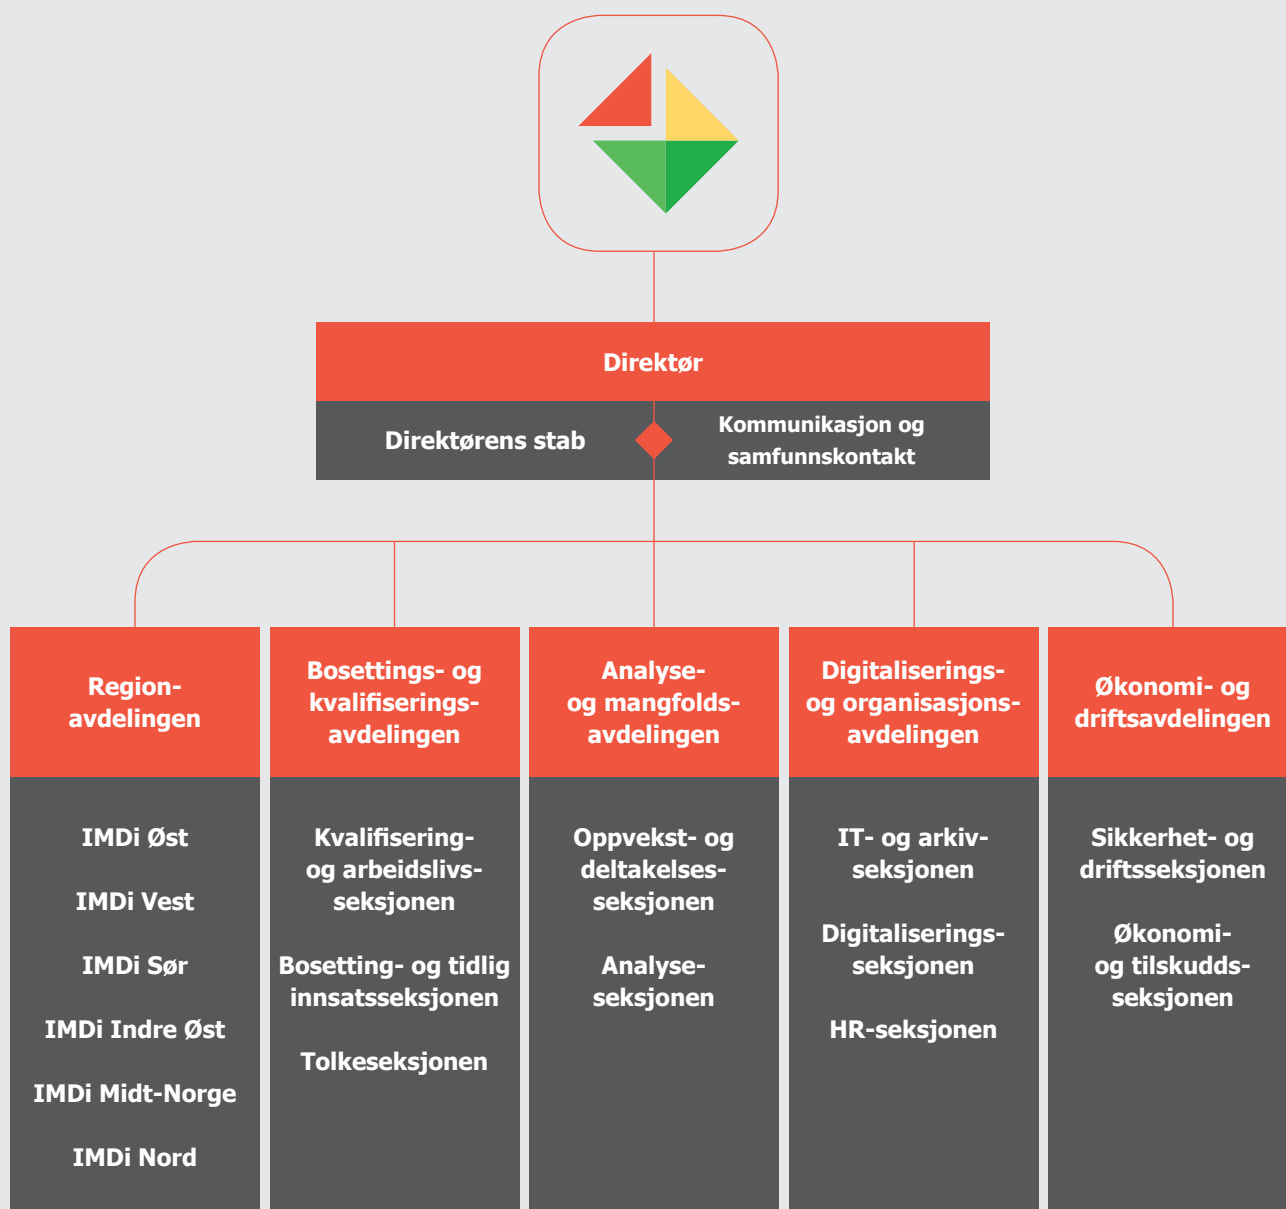 Direktør
Direktørens stab
Kommunikasjon og
samfunnskontakt
Region-
avdelingen
IMDi Øst
IMDi Vest
IMDi Sør
IMDi Indre Øst
IMDi Midt-Norge
IMDi Nord
Bosettings- og
kvalifiserings-
avdelingen
Kvalifisering-
og arbeidslivs-
seksjonen
Bosetting- og tidlig
innsatsseksjonen
Tolkeseksjonen
Analyse-
og mangfolds-
avdelingen
Oppvekst- og
deltakelses-
seksjonen
Analyse-
seksjonen
Digitaliserings-
og organisasjons-
avdelingen
IT- og arkiv-
seksjonen
Digitaliserings-
seksjonen
HR-seksjonen
Økonomi- og
driftsavdelingen
Sikkerhet- og
driftsseksjonen
Økonomi-
og tilskudds-
seksjonen